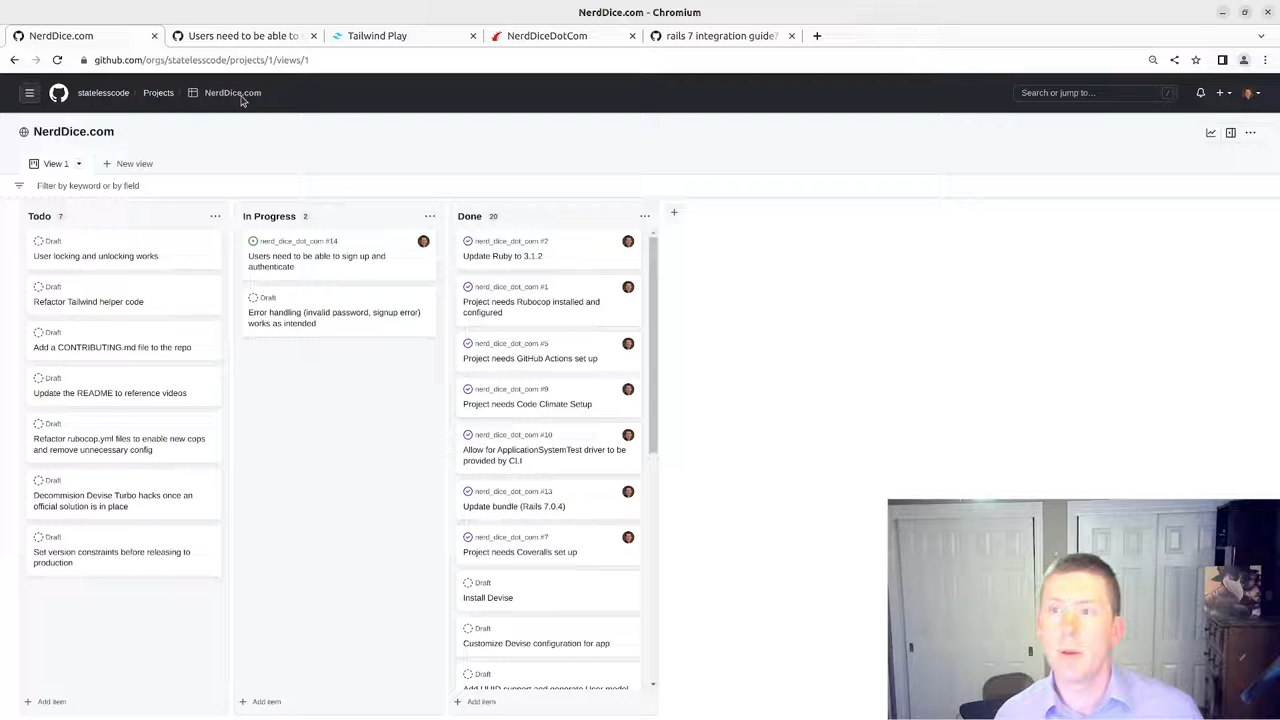 NerdDice.com - Chromium
NerdDice.com
Users need to be able to
Tailwind Play
NerdDiceDotCom
rails 7 integration guide?
github.com/orgs/statelesscode/projects/1/views/1
statelesscode / Projects / NerdDice.com
Search or jump to... /
NerdDice.com
View 1
New view
Filter by keyword or by field
Todo 7
Draft
User locking and unlocking works
Draft
Refactor Tailwind helper code
Draft
Add a CONTRIBUTING.md file to the repo
Draft
Update the README to reference videos
Draft
Refactor rubocop.yml files to enable new cops
and remove unnecessary config
Draft
Decommision Devise Turbo hacks once an
official solution is in place
Draft
Set version constraints before releasing to
production
Add item
In Progress 2
nerd_dice_dot_com #14
Users need to be able to sign up and
authenticate
Draft
Error handling (invalid password, signup error)
works as intended
Add item
Done 20
nerd_dice_dot_com #2
Update Ruby to 3.1.2
nerd_dice_dot_com #1
Project needs Rubocop installed and
configured
nerd_dice_dot_com #5
Project needs GitHub Actions set up
nerd_dice_dot_com #9
Project needs Code Climate Setup
nerd_dice_dot_com #10
Allow for ApplicationSystemTest driver to be
provided by CLI
nerd_dice_dot_com #13
Update bundle (Rails 7.0.4)
nerd_dice_dot_com #7
Project needs Coveralls set up
Draft
Install Devise
Draft
Customize Devise configuration for app
Draft
Add UUID support and generate User model
Add item